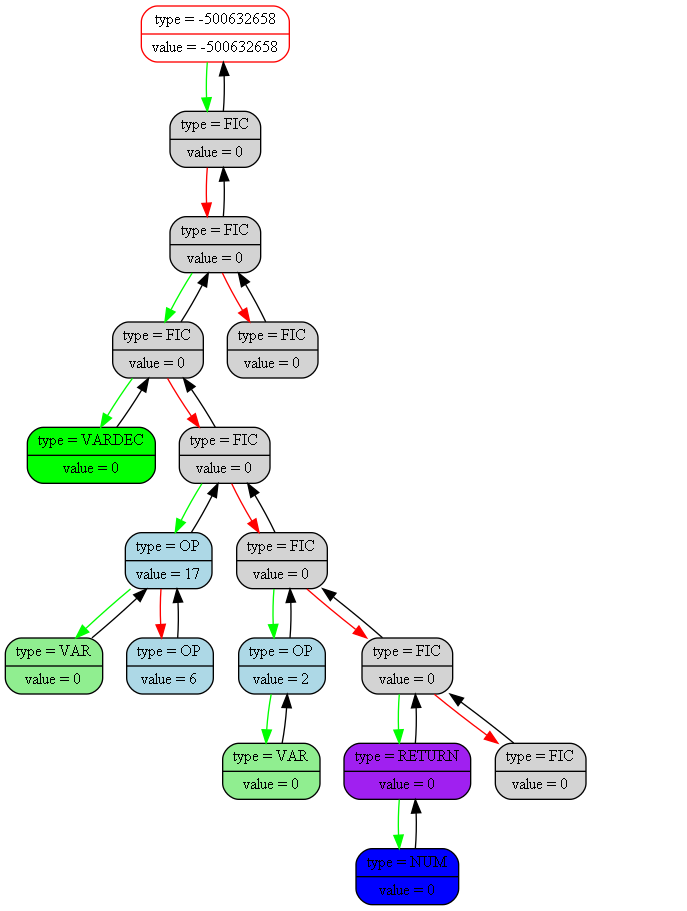 type = -500632658
value = -500632658
type = FIC
value = 0
type = FIC
value = 0
type = FIC
value = 0
type = FIC
value = 0
type = VARDEC
value = 0
type = FIC
value = 0
type = OP
value = 17
type = FIC
value = 0
type = VAR
value = 0
type = OP
value = 6
type = OP
value = 2
type = FIC
value = 0
type = VAR
value = 0
type = RETURN
value = 0
type = FIC
value = 0
type = NUM
value = 0